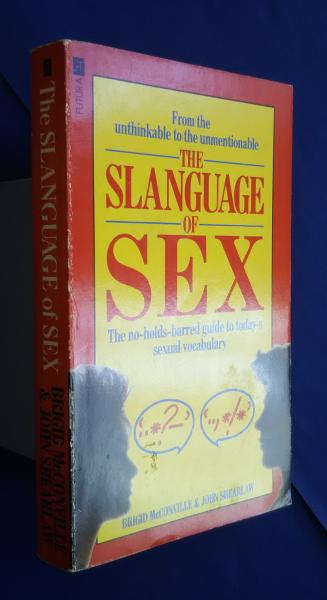 FUTURA
The SLANGUAGE of SEX
BRIGID McCONVILLE
& JOHN SHEARLAW
From the
unthinkable to the unmentionable
THE
SLANGUAGE
OF
SEX
The no-holds-barred guide to today's
sexual vocabulary
BRIGID McCONVILLE & JOHN SHEARLAW